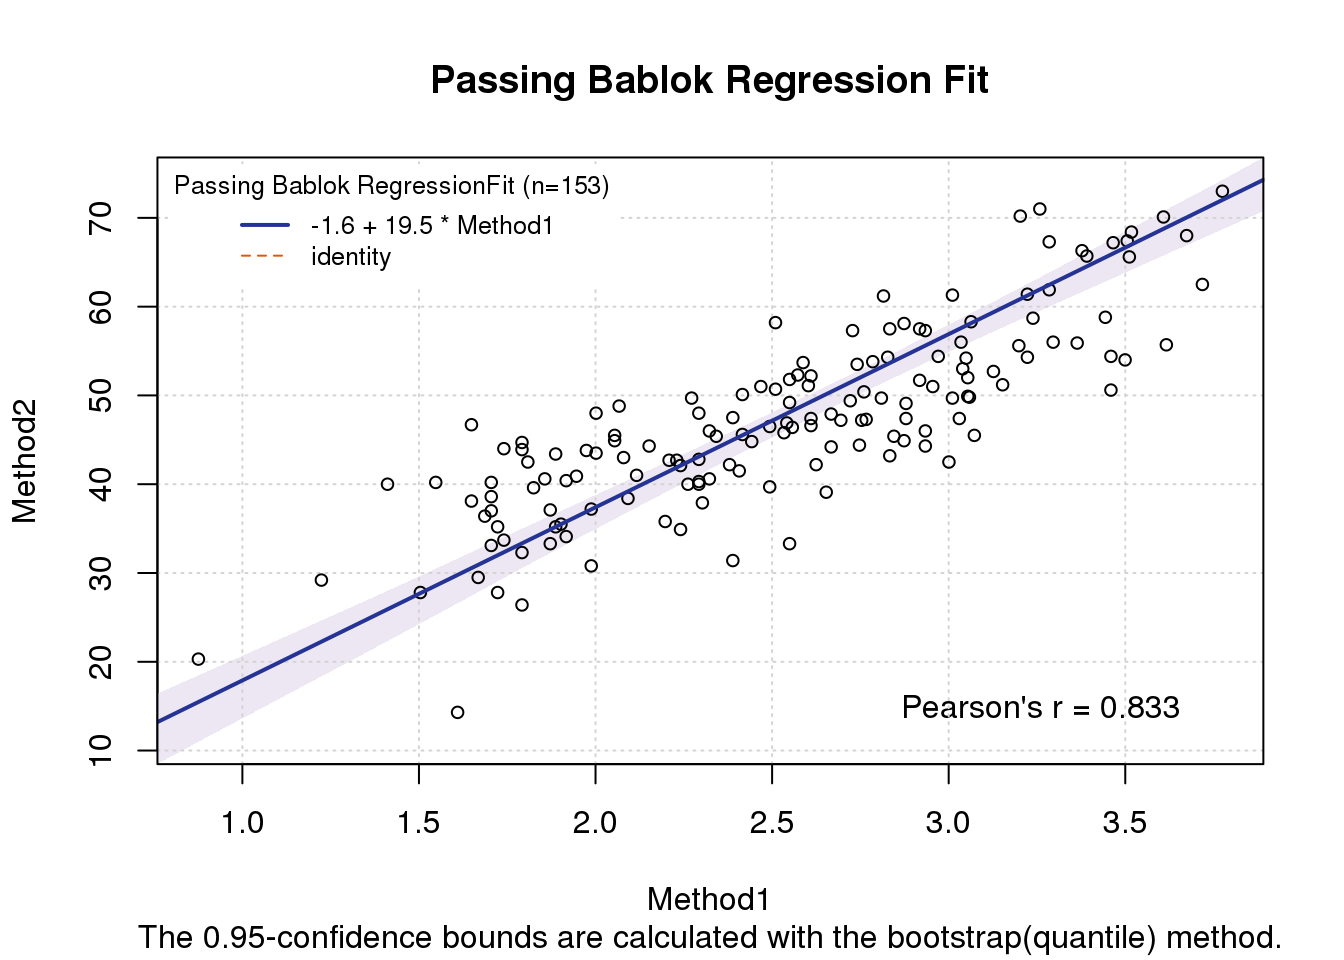 Passing Bablok Regression Fit
Passing Bablok RegressionFit (n=153)
-1.6 + 19.5 * Method1
identity
Method2
70
60
50
40
30
20
10
Pearson's r = 0.833
1.0 1.5 2.0 2.5 3.0 3.5
Method1
The 0.95-confidence bounds are calculated with the bootstrap(quantile) method.